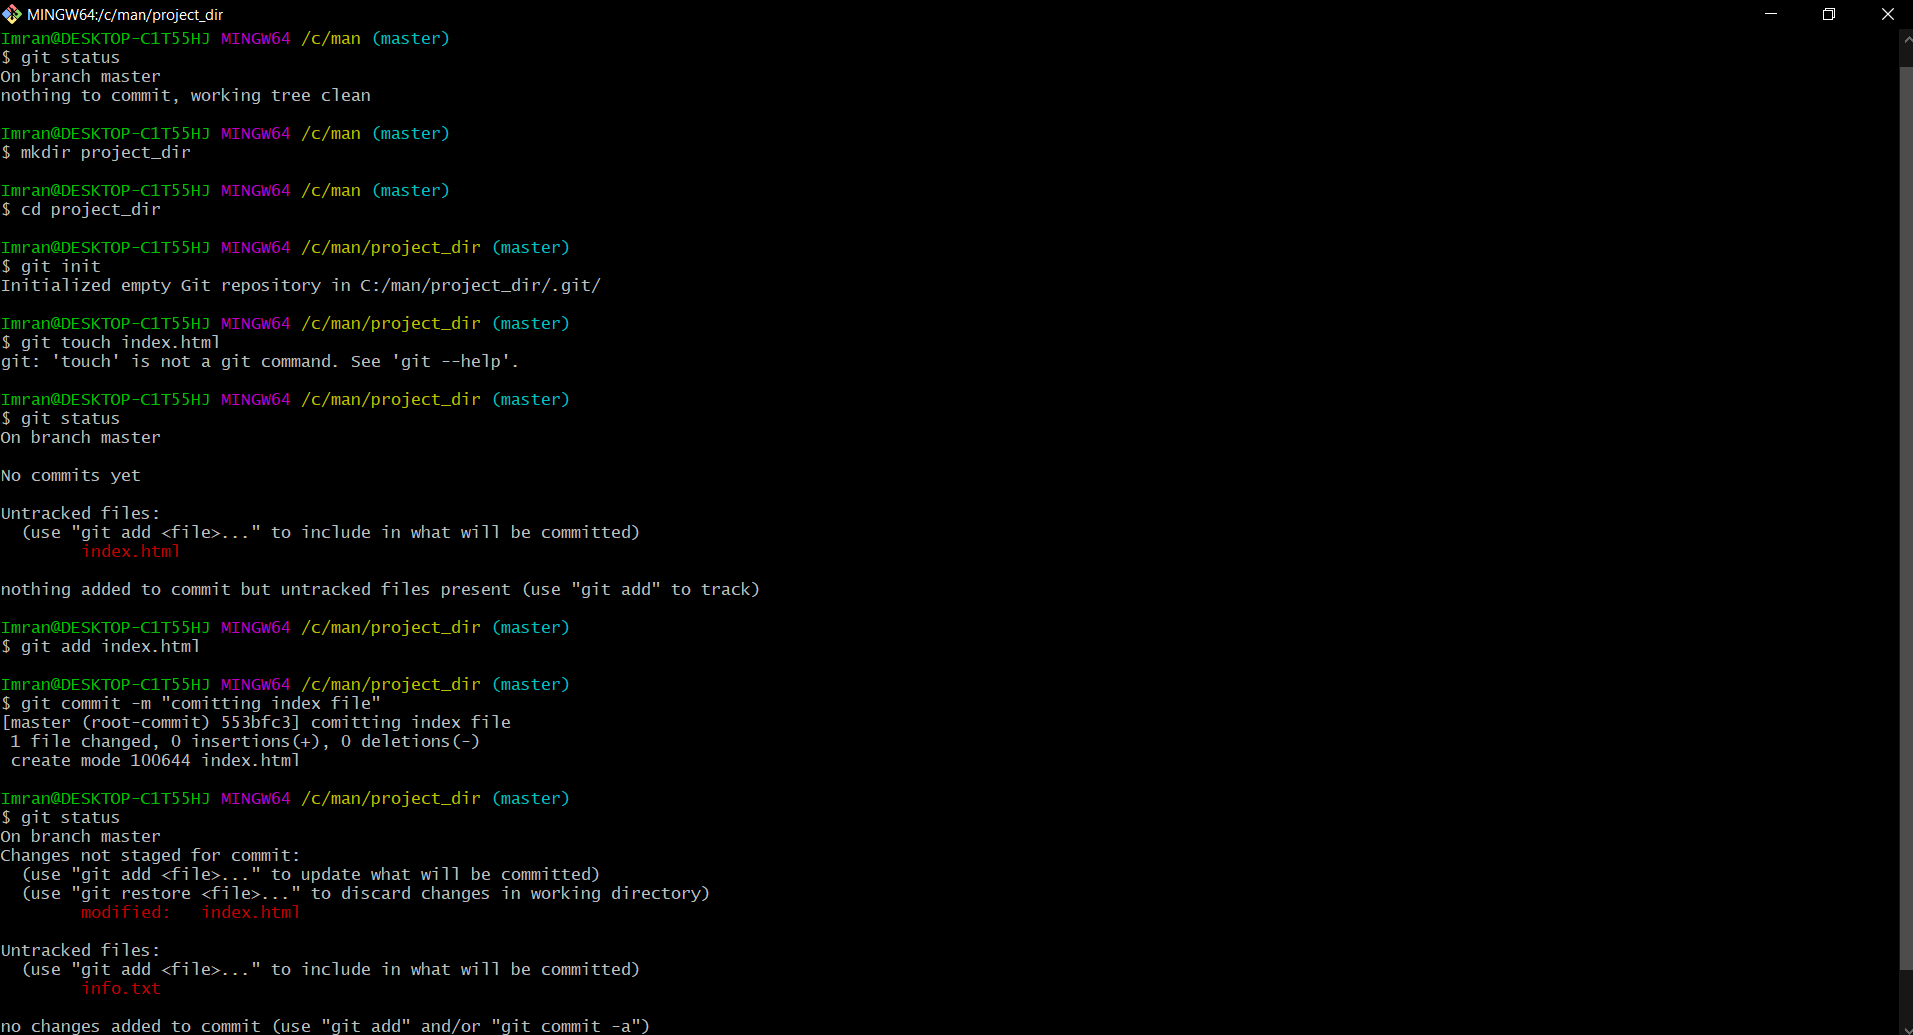 MINGW64:/c/man/project_dir
Imran@DESKTOP-C1T55HJ MINGW64 /c/man (master)
$ git status
On branch master
nothing to commit, working tree clean
Imran@DESKTOP-C1T55HJ MINGW64 /c/man (master)
$ mkdir project_dir
Imran@DESKTOP-C1T55HJ MINGW64 /c/man (master)
$ cd project_dir
Imran@DESKTOP-C1T55HJ MINGW64 /c/man/project_dir (master)
$ git init
Initialized empty Git repository in C:/man/project_dir/.git/
Imran@DESKTOP-C1T55HJ MINGW64 /c/man/project_dir (master)
$ git touch index.html
git: 'touch' is not a git command. See 'git --help'.
Imran@DESKTOP-C1T55HJ MINGW64 /c/man/project_dir (master)
$ git status
On branch master
No commits yet
Untracked files:
  (use "git add <file>..." to include in what will be committed)
        index.html
nothing added to commit but untracked files present (use "git add" to track)
Imran@DESKTOP-C1T55HJ MINGW64 /c/man/project_dir (master)
$ git add index.html
Imran@DESKTOP-C1T55HJ MINGW64 /c/man/project_dir (master)
$ git commit -m "comitting index file"
[master (root-commit) 553bfc3] comitting index file
 1 file changed, 0 insertions(+), 0 deletions(-)
 create mode 100644 index.html
Imran@DESKTOP-C1T55HJ MINGW64 /c/man/project_dir (master)
$ git status
On branch master
Changes not staged for commit:
  (use "git add <file>..." to update what will be committed)
  (use "git restore <file>..." to discard changes in working directory)
        modified:   index.html
Untracked files:
  (use "git add <file>..." to include in what will be committed)
        info.txt
no changes added to commit (use "git add" and/or "git commit -a")